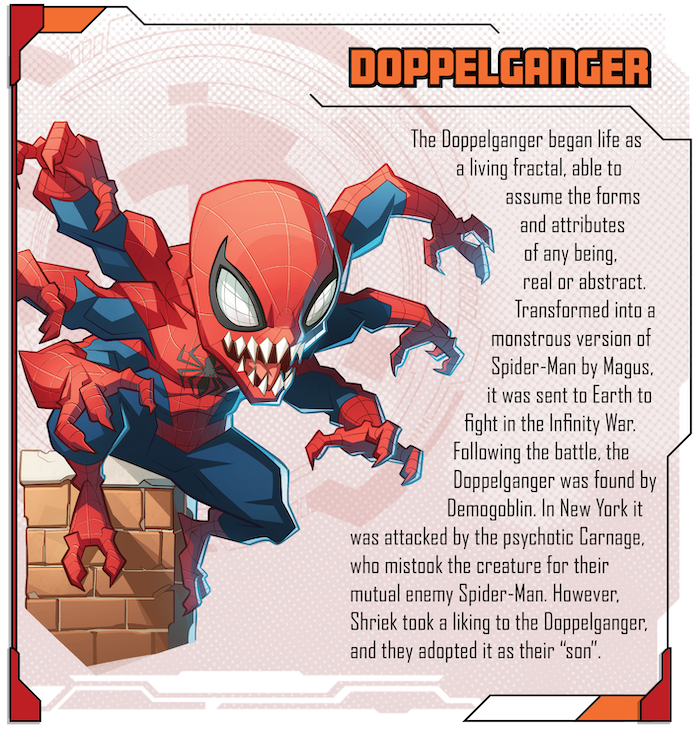 DOPPELGANGER
The Doppelganger began life as
a living fractal, able to
assume the forms
and attributes
of any being,
real or abstract.
Transformed into a
monstrous version of
Spider-Man by Magus,
it was sent to Earth to
fight in the Infinity War.
Following the battle, the
Doppelganger was found by
Demogoblin. In New York it
was attacked by the psychotic Carnage,
who mistook the creature for their
mutual enemy Spider-Man. However,
Shriek took a liking to the Doppelganger,
and they adopted it as their “son”.